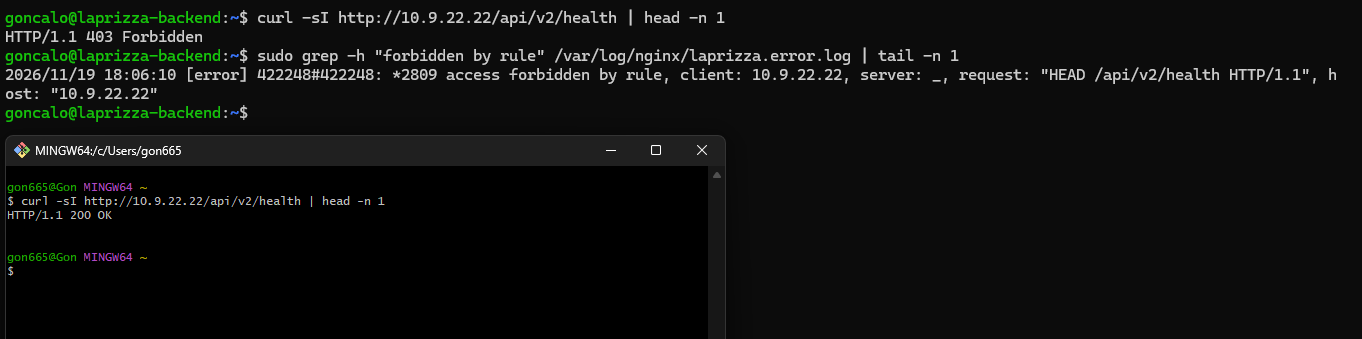 goncalo@laprizza-backend:~$ curl -sI http://10.9.22.22/api/v2/health | head -n 1
HTTP/1.1 403 Forbidden
goncalo@laprizza-backend:~$ sudo grep -h "forbidden by rule" /var/log/nginx/laprizza.error.log | tail -n 1
2026/11/19 18:06:10 [error] 422248#422248: *2809 access forbidden by rule, client: 10.9.22.22, server: _, request: "HEAD /api/v2/health HTTP/1.1", h
ost: "10.9.22.22"
goncalo@laprizza-backend:~$
MINGW64:/c/Users/gon665
gon665@Gon MINGW64 ~
$ curl -sI http://10.9.22.22/api/v2/health | head -n 1
HTTP/1.1 200 OK
gon665@Gon MINGW64 ~
$